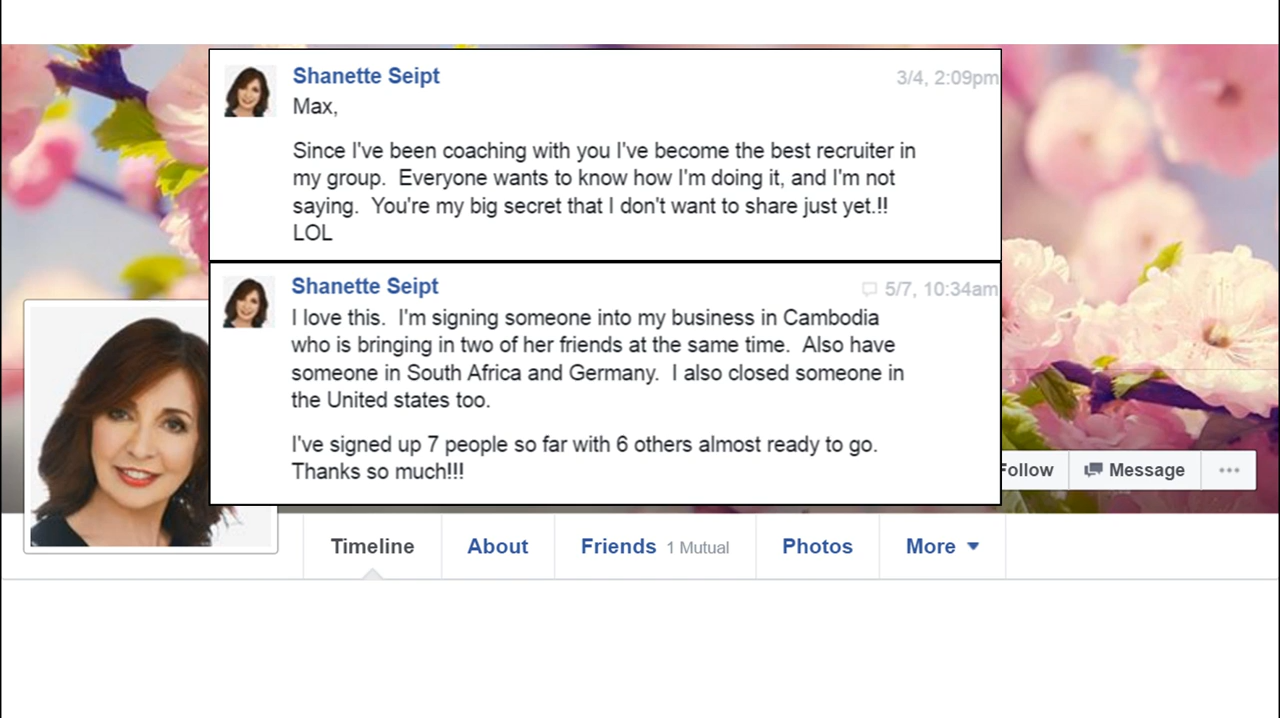 Shanette Seipt
3/4, 2:09pm
Max,
Since I've been coaching with you I've become the best recruiter in
my group.  Everyone wants to know how I'm doing it, and I'm not
saying.  You're my big secret that I don't want to share just yet.!!
LOL
Shanette Seipt
5/7, 10:34am
I love this.  I'm signing someone into my business in Cambodia
who is bringing in two of her friends at the same time.  Also have
someone in South Africa and Germany.  I also closed someone in
the United states too.
I've signed up 7 people so far with 6 others almost ready to go.
Thanks so much!!!
Follow Message
Timeline About Friends 1 Mutual Photos More